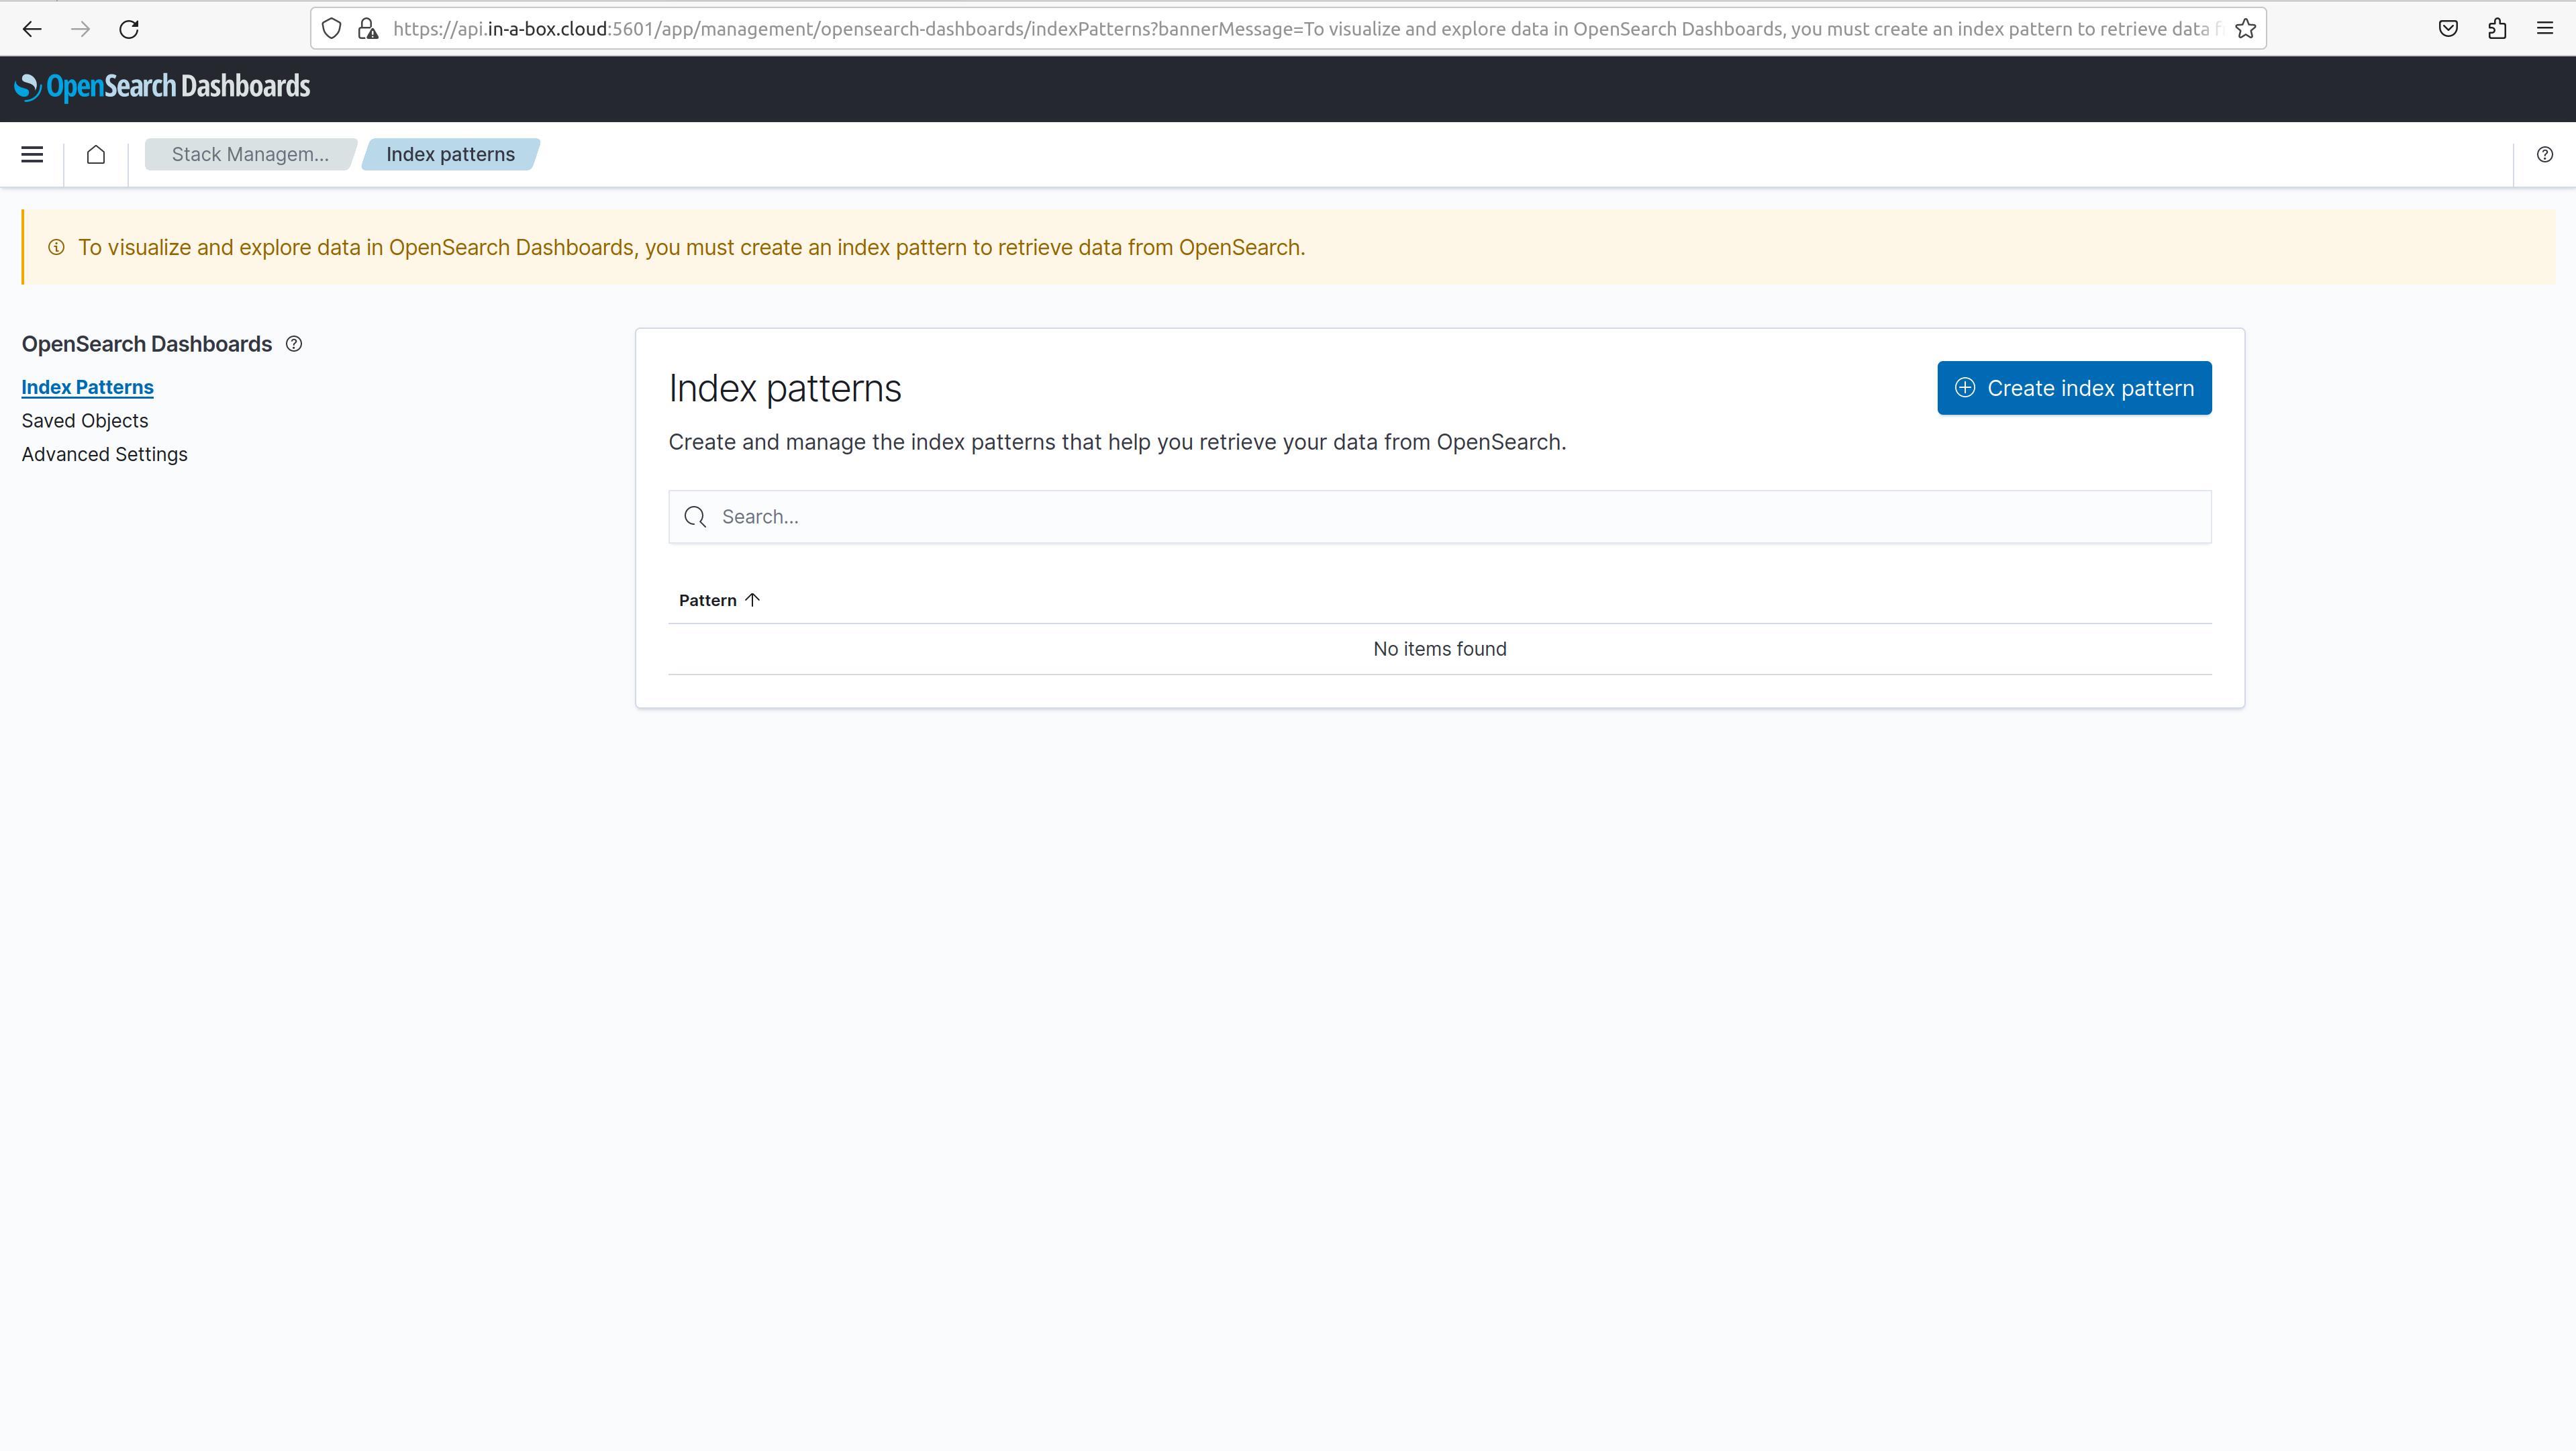 https://api.in-a-box.cloud:5601/app/management/opensearch-dashboards/indexPatterns?bannerMessage=To visualize and explore data in OpenSearch Dashboards, you must create an index pattern to retrieve data
OpenSearch Dashboards
Stack Managem...
Index patterns
To visualize and explore data in OpenSearch Dashboards, you must create an index pattern to retrieve data from OpenSearch.
OpenSearch Dashboards
Index Patterns
Saved Objects
Advanced Settings
Index patterns
Create index pattern
Create and manage the index patterns that help you retrieve your data from OpenSearch.
Search...
Pattern
No items found